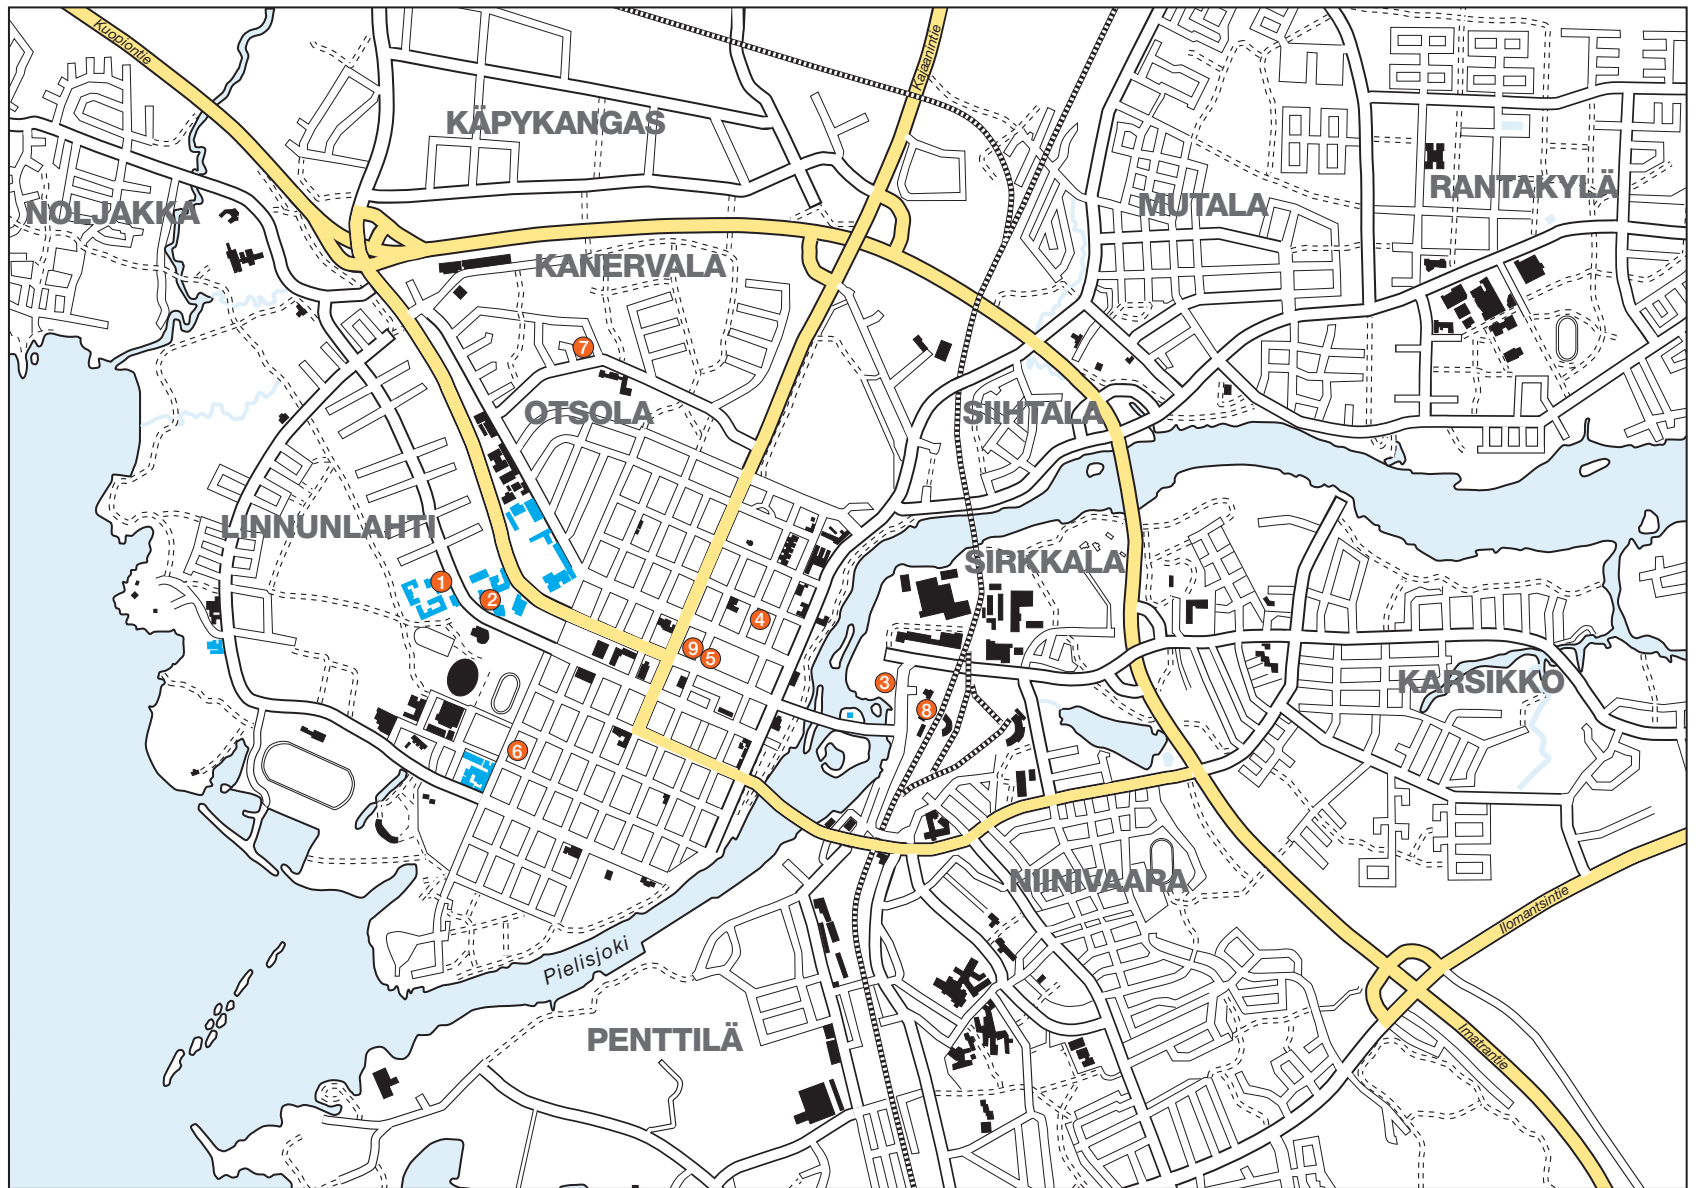 Kuopiontie
Kajaanintie
KÄPYKANGAS
RANTAKYLÄ
MUTALA
NOLJAKKA
KANERVALA
7
OTSOLA
SIIHTALA
LINNUNLAHTI
SIRKKALA
1
2
4
9
5
3
KARSIKKO
8
6
NIINIVAARA
Ilomantsintie
Pielisjoki
PENTTILÄ
Imatrantie